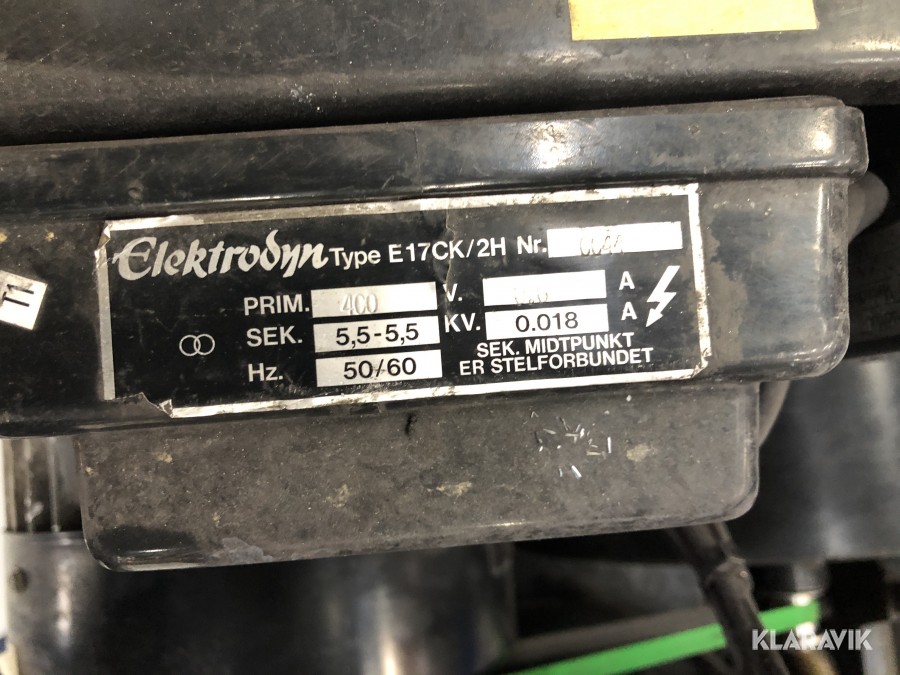 Elektrodyn Type E17CK/2H Nr.
PRIM. 400 V. A
SEK. 5,5-5,5 KV. 0.018 A
Hz. 50/60
SEK. MIDTPUNKT
ER STELFORBUNDET
T1
KLARAVIK